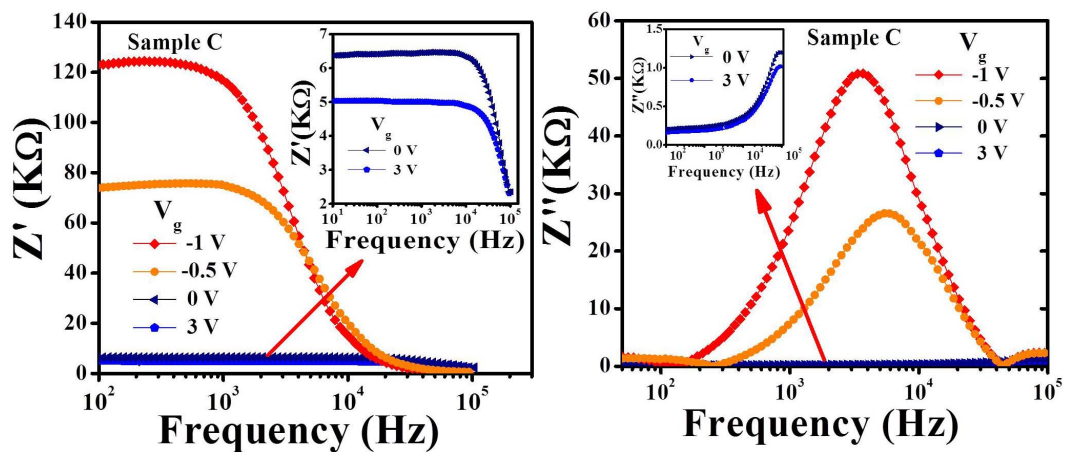 Sample C
140
120
100
80
60
40
20
0
Z' (KΩ)
V_g
-1 V
-0.5 V
0 V
3 V
10^2 10^3 10^4 10^5
Frequency (Hz)
7
6
5
4
3
2
Z'(KΩ)
V_g
0 V
3 V
10^1 10^2 10^3 10^4 10^5
Frequency (Hz)
Sample C
60
50
40
30
20
10
0
Z''(KΩ)
V_g
-1 V
-0.5 V
0 V
3 V
10^2 10^3 10^4 10^5
Frequency (Hz)
1.5
1.0
0.5
0.0
Z''(KΩ)
V_g
0 V
3 V
10^1 10^2 10^3 10^4 10^5
Frequency (Hz)